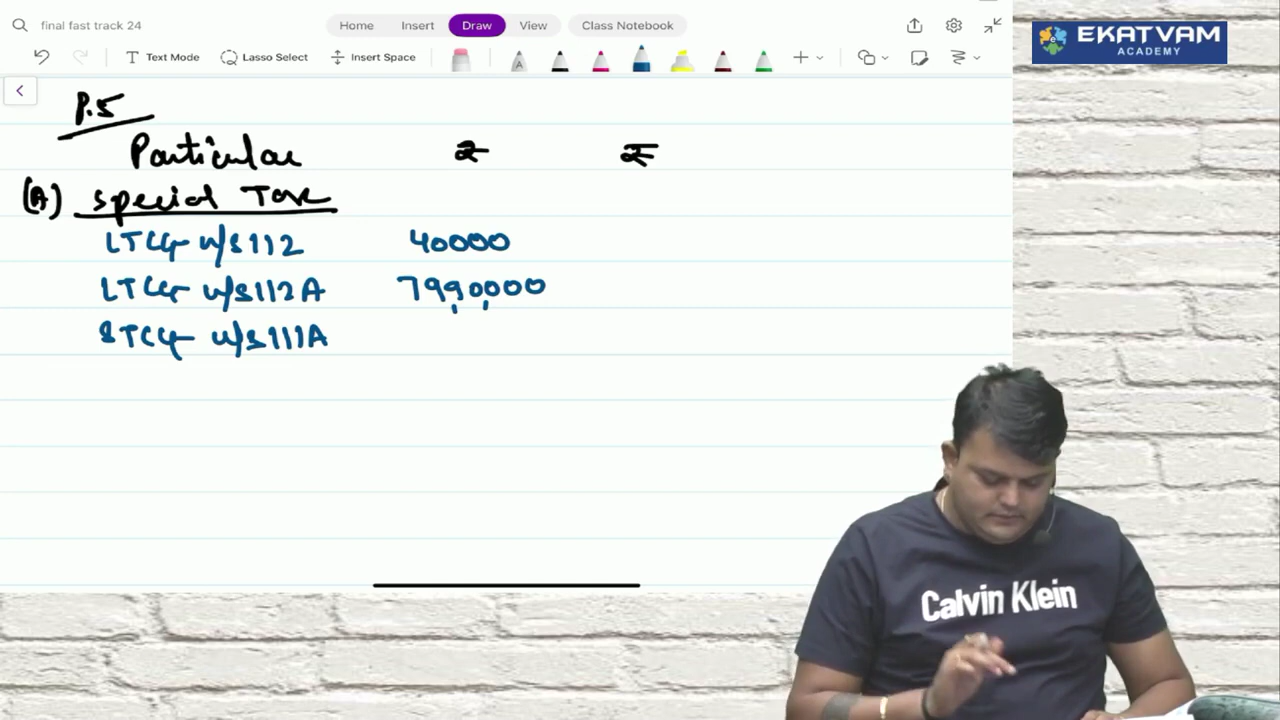 final fast track 24
Home Insert Draw View Class Notebook
Text Mode Lasso Select Insert Space
EKATVAM
ACADEMY
P.5
Particular ₹ ₹
(A) Special Tax
LTCG u/s 112 40000
LTCG u/s 112A 7990000
STCG u/s 111A
Calvin Klein